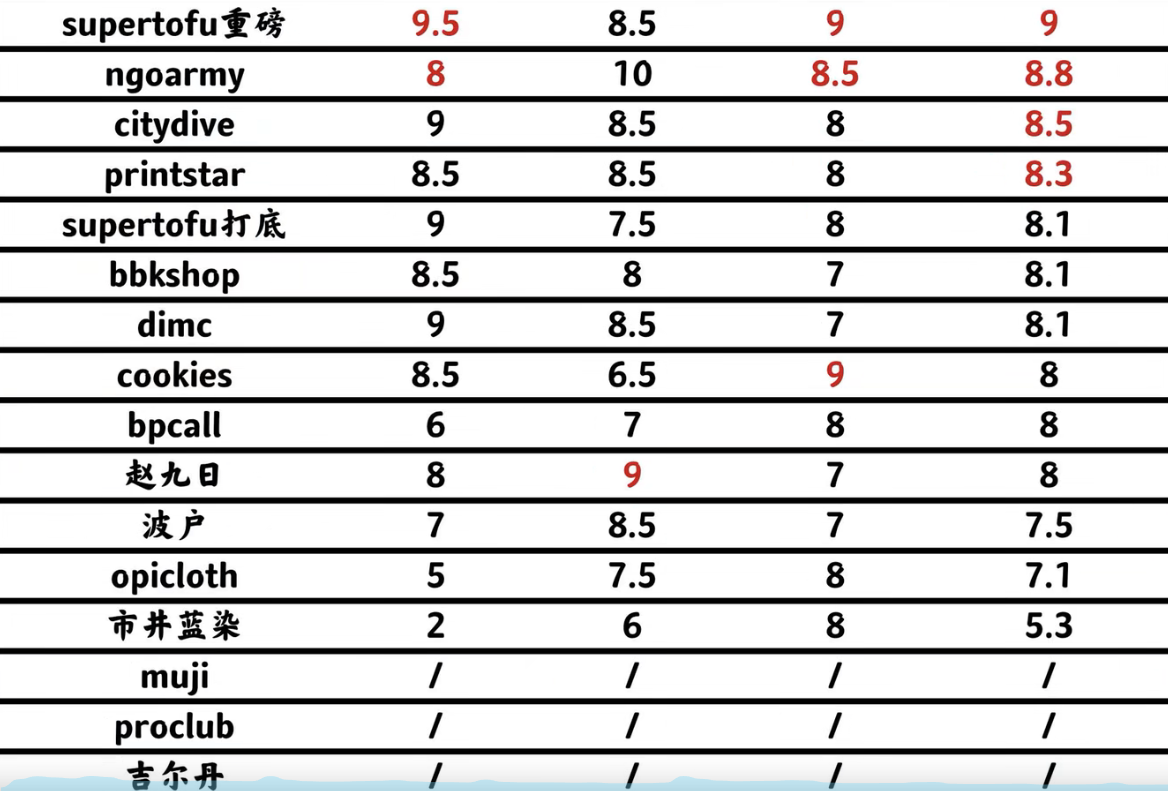 supertofu重磅 9.5 8.5 9 9
ngoarmy 8 10 8.5 8.8
citydive 9 8.5 8 8.5
printstar 8.5 8.5 8 8.3
supertofu打底 9 7.5 8 8.1
bbkshop 8.5 8 7 8.1
dimc 9 8.5 7 8.1
cookies 8.5 6.5 9 8
bpcall 6 7 8 8
赵九日 8 9 7 8
波户 7 8.5 7 7.5
opicloth 5 7.5 8 7.1
市井蓝染 2 6 8 5.3
muji / / / /
proclub / / / /
吉尔丹 / / / /